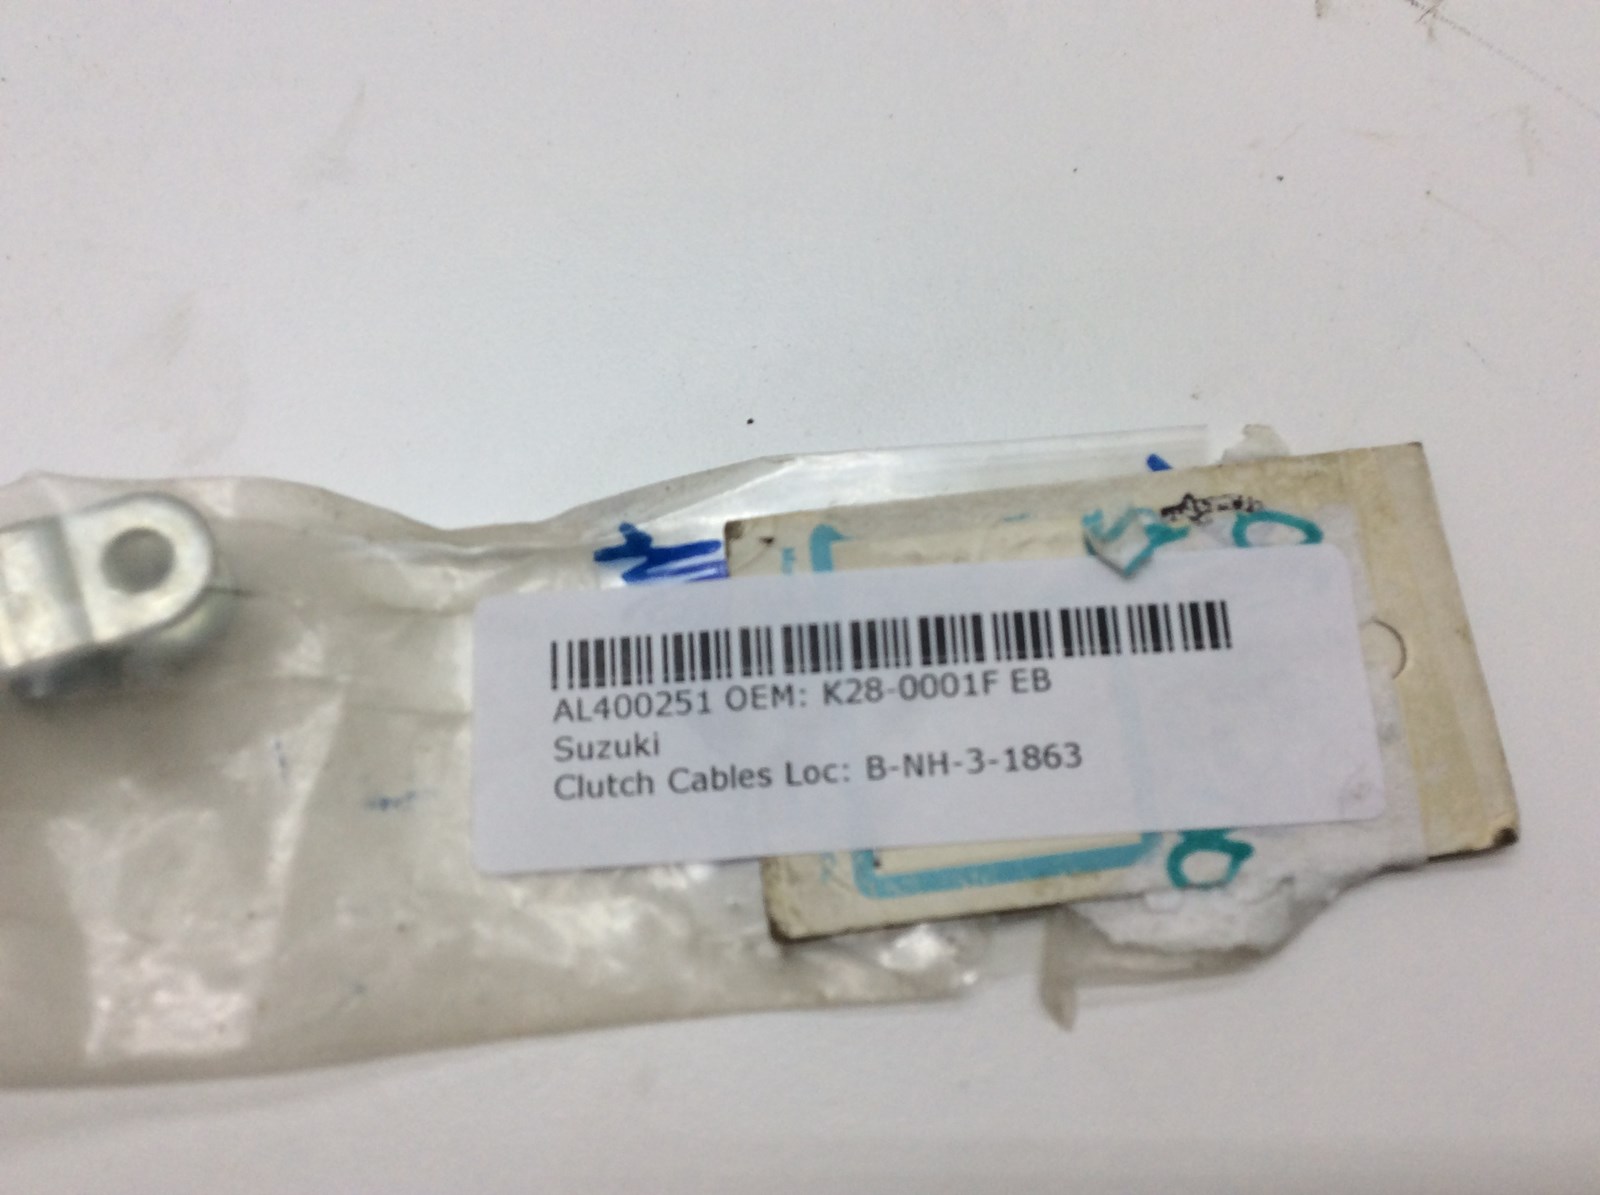 AL400251 OEM: K28-0001F EB
Suzuki
Clutch Cables Loc: B-NH-3-1863